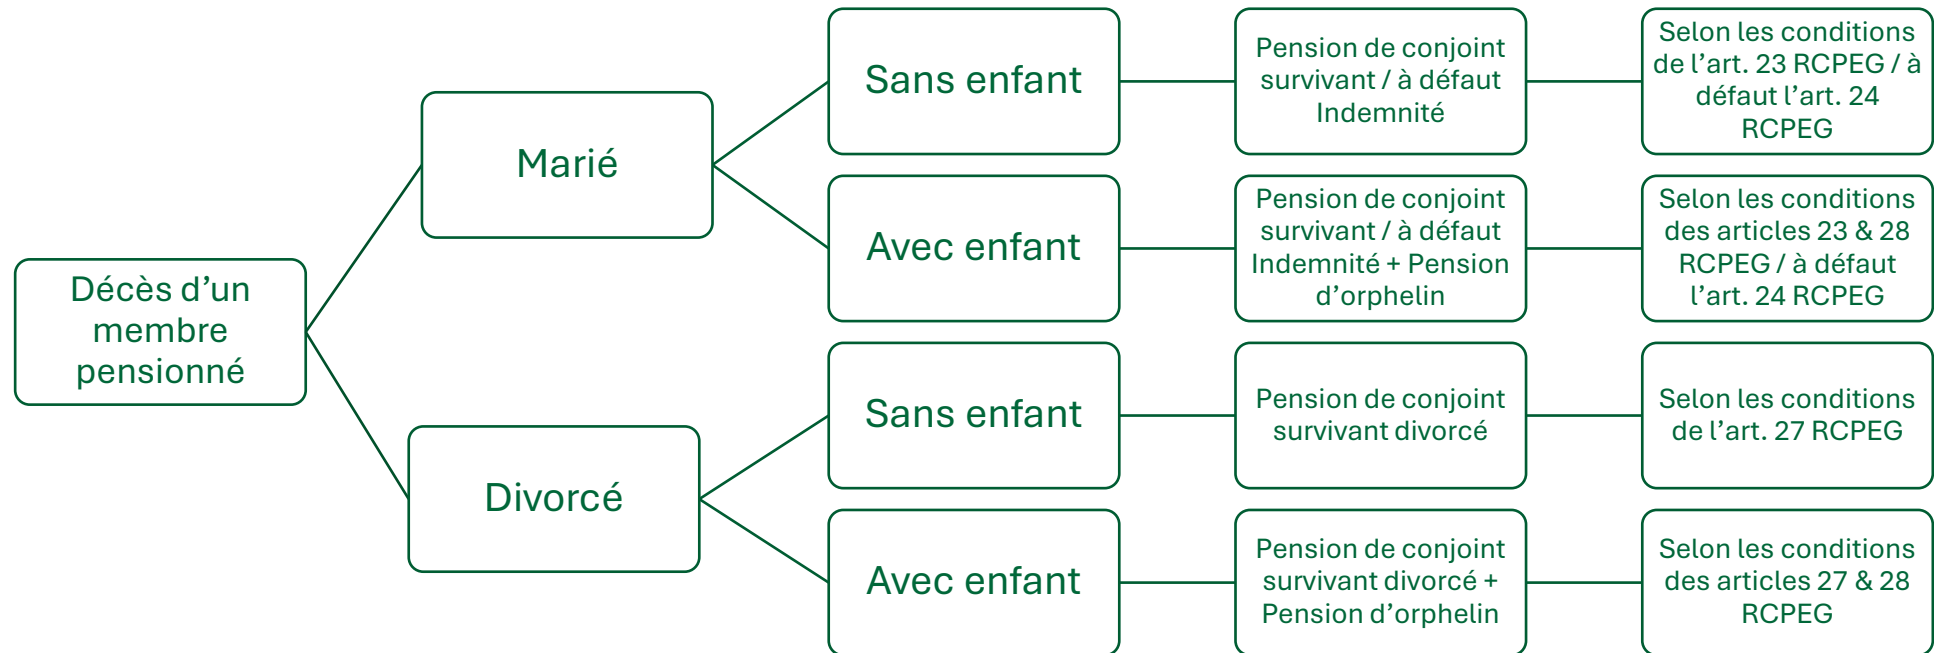 Décès d’un
membre
pensionné
Marié
Sans enfant
Pension de conjoint
survivant / à défaut
Indemnité
Selon les conditions
de l’art. 23 RCPEG / à
défaut l’art. 24
RCPEG
Avec enfant
Pension de conjoint
survivant / à défaut
Indemnité + Pension
d’orphelin
Selon les conditions
des articles 23 & 28
RCPEG / à défaut
l’art. 24 RCPEG
Divorcé
Sans enfant
Pension de conjoint
survivant divorcé
Selon les conditions
de l’art. 27 RCPEG
Avec enfant
Pension de conjoint
survivant divorcé +
Pension d’orphelin
Selon les conditions
des articles 27 & 28
RCPEG